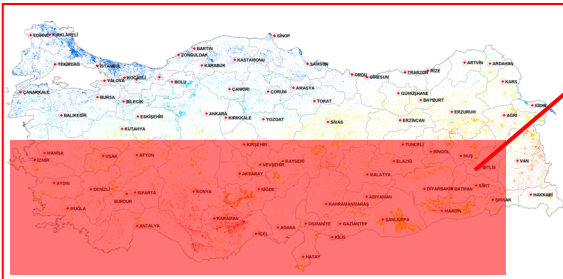 SİNOP
EDİRNE KIRKLARELİ
BARTIN
ZONGULDAK
KASTAMONU
TEKİRDAĞ İSTANBUL KARABÜK SAMSUN ARTVİN ARDAHAN
KOCAELİ ORDU GİRESUN TRABZON RİZE
YALOVA BOLU KARS
ÇANAKKALE ÇANKIRI ÇORUM AMASYA GÜMÜŞHANE
BURSA BİLECİK TOKAT BAYBURT IĞDIR
BALIKESİR ESKİŞEHİR ANKARA KIRIKKALE YOZGAT SİVAS ERZİNCAN ERZURUM AĞRI
KÜTAHYA
KIRŞEHİR TUNCELİ
MANİSA UŞAK AFYON NEVŞEHİR KAYSERİ ELAZIĞ BİNGÖL MUŞ VAN
İZMİR BİTLİS
AKSARAY MALATYA
AYDIN DENİZLİ ISPARTA KONYA NİĞDE DİYARBAKIR BATMAN SİİRT
BURDUR ADIYAMAN ŞIRNAK HAKKARİ
MUĞLA KAHRAMANMARAŞ MARDİN
ANTALYA KARAMAN OSMANİYE GAZİANTEP ŞANLIURFA
İÇEL ADANA KİLİS
HATAY